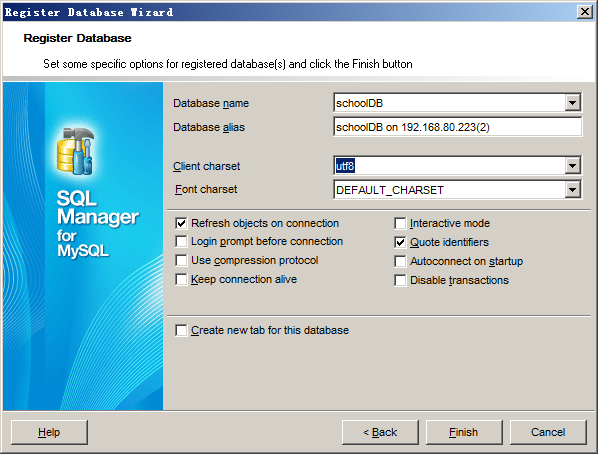 Register Database Wizard
Register Database
Set some specific options for registered database(s) and click the Finish button
SQL
Manager
for
MySQL
Database name
schoolDB
Database alias
schoolDB on 192.168.80.223(2)
Client charset
utf8
Font charset
DEFAULT_CHARSET
Refresh objects on connection
Interactive mode
Login prompt before connection
Quote identifiers
Use compression protocol
Autoconnect on startup
Keep connection alive
Disable transactions
Create new tab for this database
Help
< Back
Finish
Cancel